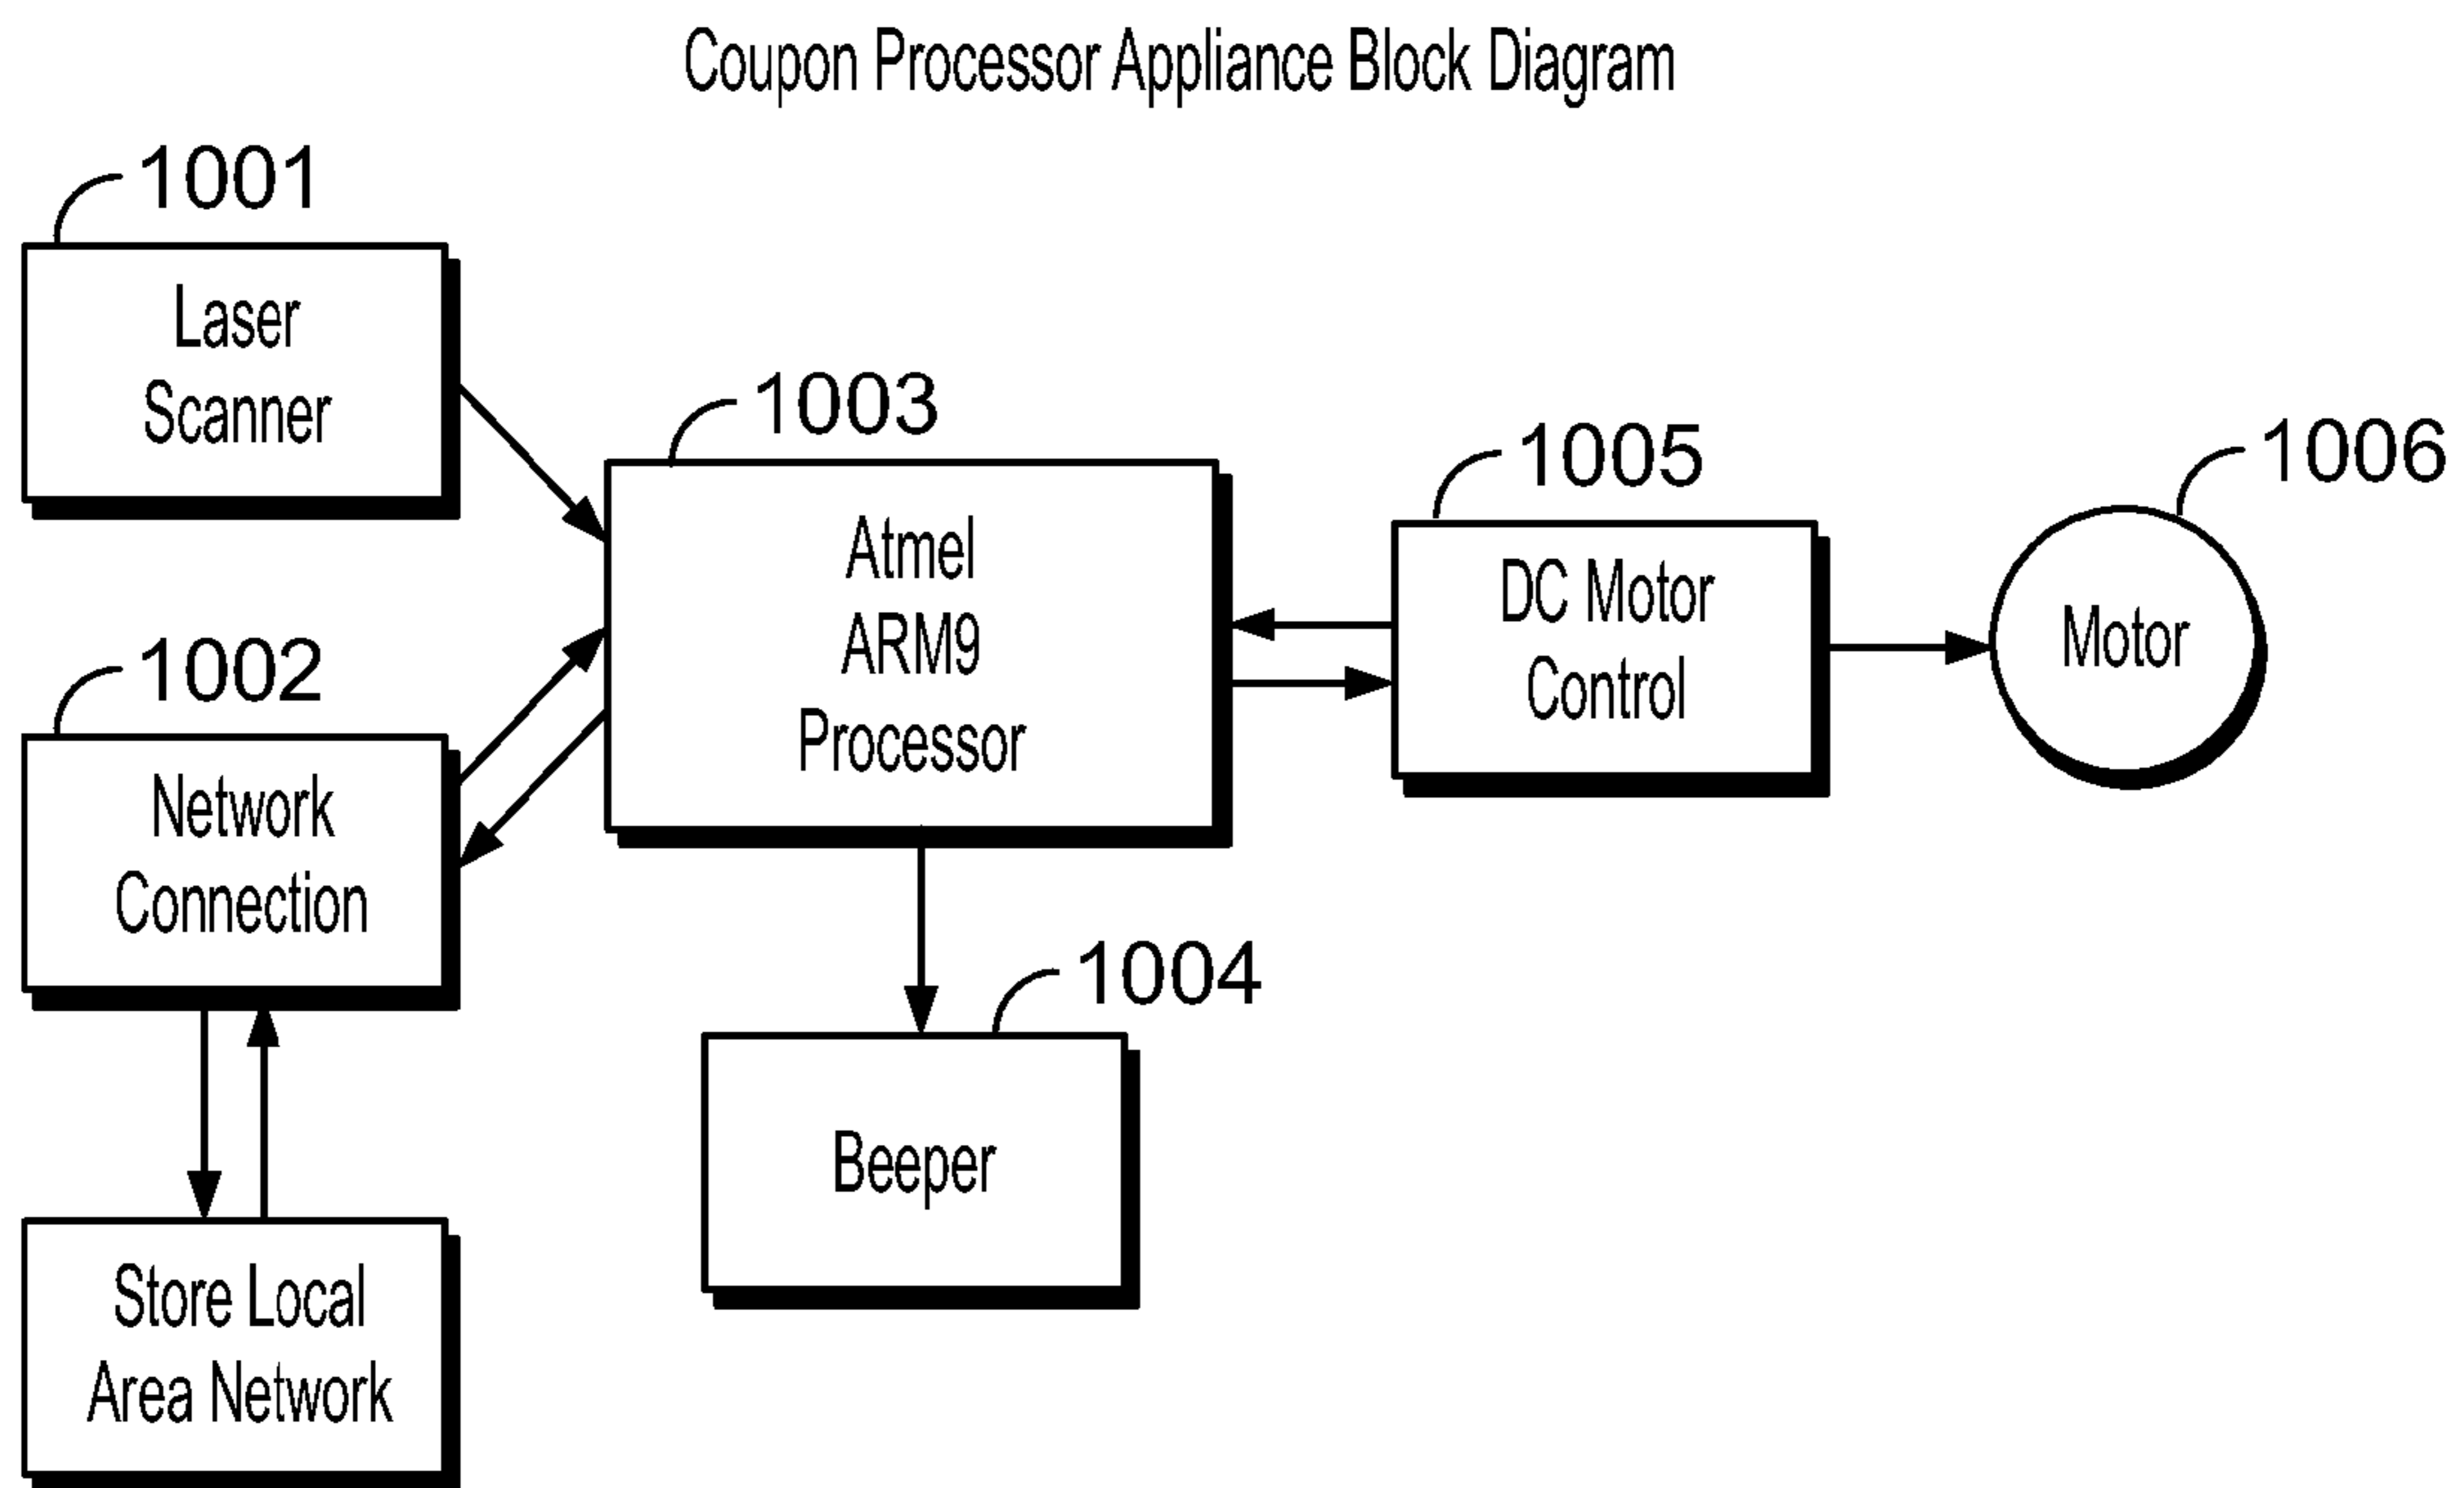 Coupon Processor Appliance Block Diagram
1001
Laser
Scanner
1003
Atmel
ARM9
Processor
1005
DC Motor
Control
1006
Motor
1002
Network
Connection
1004
Beeper
Store Local
Area Network